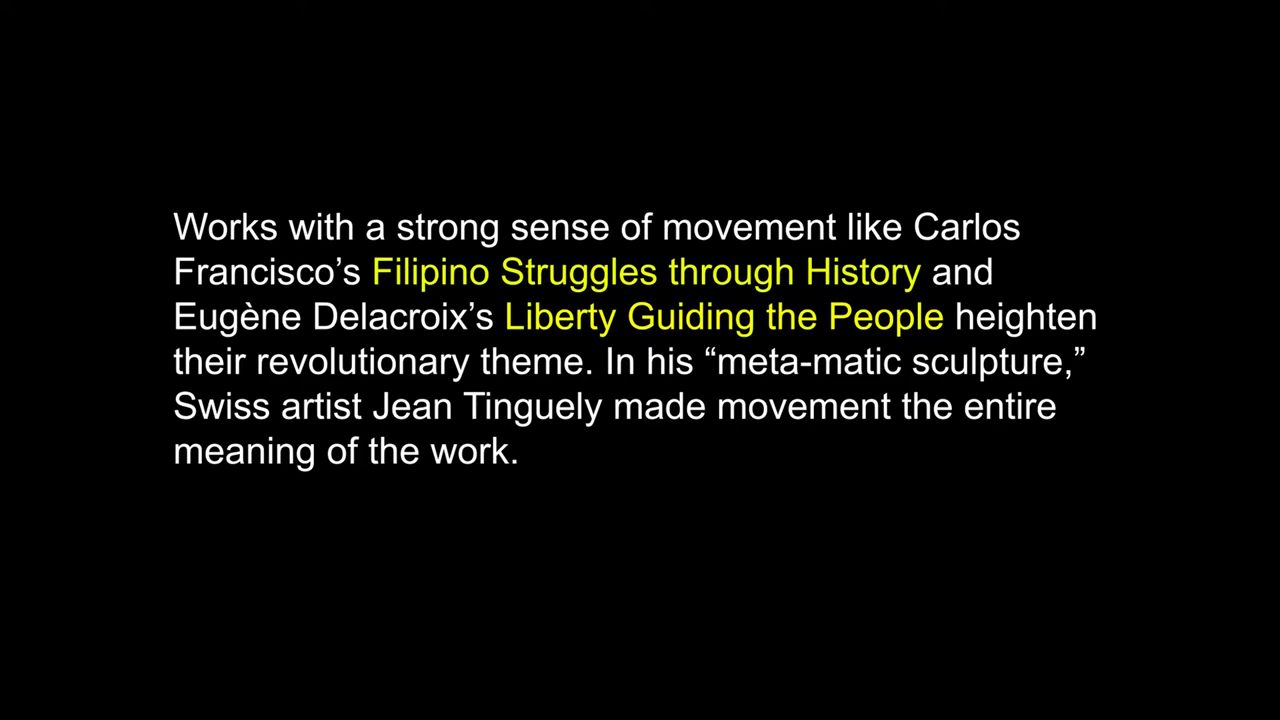 Works with a strong sense of movement like Carlos
Francisco’s Filipino Struggles through History and
Eugène Delacroix’s Liberty Guiding the People heighten
their revolutionary theme. In his “meta-matic sculpture,”
Swiss artist Jean Tinguely made movement the entire
meaning of the work.